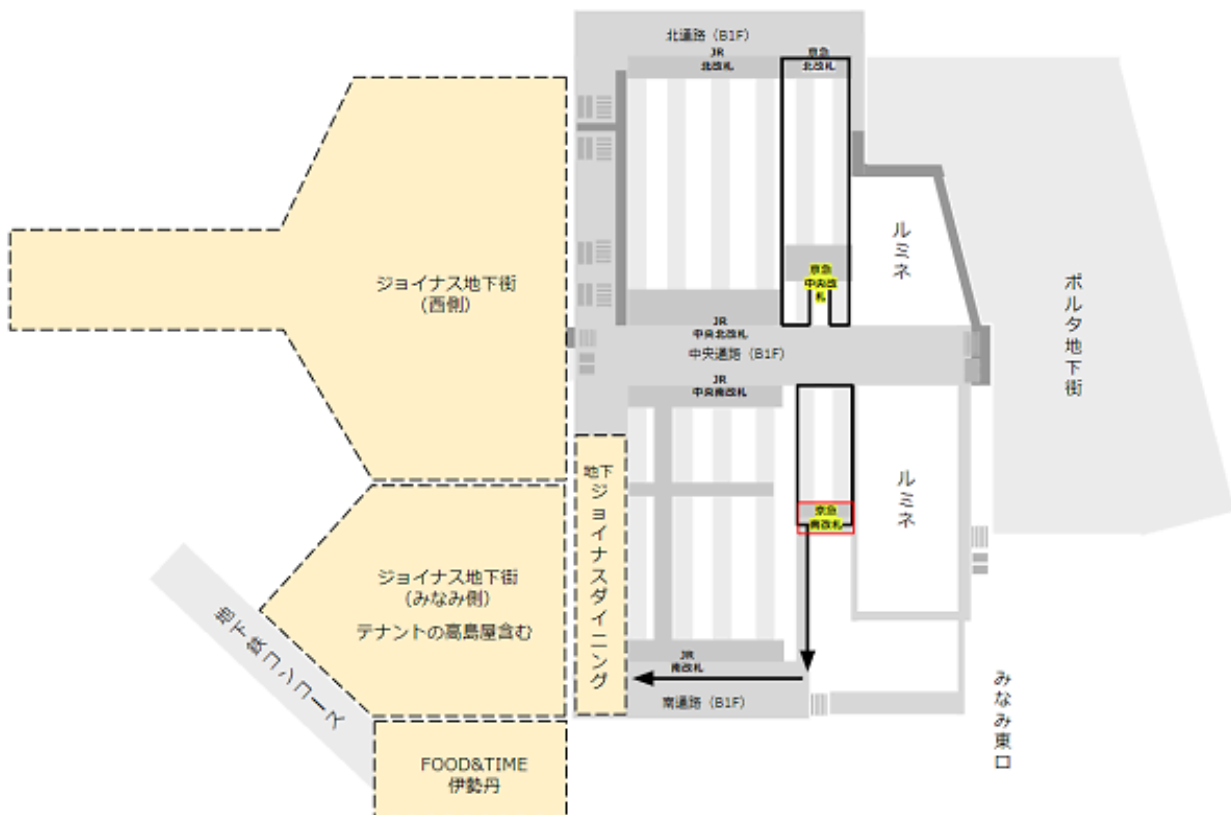 北通路（B1F）
JR
北改札
京急
北改札
ルミネ
ポルタ地下街
ジョイナス地下街
(西側)
京急
中央改
札
JR
中央北改札
中央通路（B1F）
JR
中央南改札
地下
ジョイナスダイニング
ルミネ
京急
南改札
ジョイナス地下街
(みなみ側)
テナントの高島屋含む
地下鉄コンコース
JR
南改札
南通路（B1F）
みなみ東口
FOOD&TIME
伊勢丹